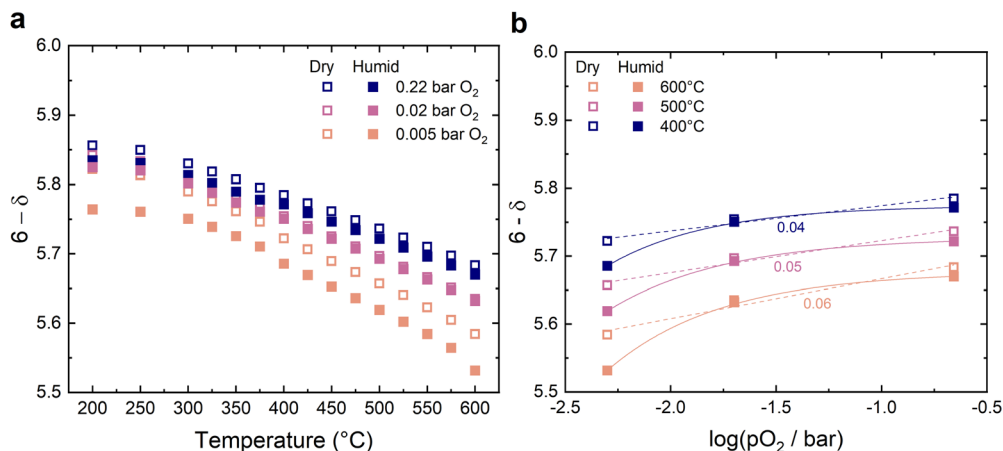 a
6.0
5.9
5.8
5.7
5.6
5.5
6 – δ
Dry Humid
0.22 bar O₂
0.02 bar O₂
0.005 bar O₂
200 250 300 350 400 450 500 550 600
Temperature (°C)
b
6.0
5.9
5.8
5.7
5.6
5.5
6 - δ
Dry Humid
600°C
500°C
400°C
0.04
0.05
0.06
-2.5 -2.0 -1.5 -1.0 -0.5
log(pO₂ / bar)